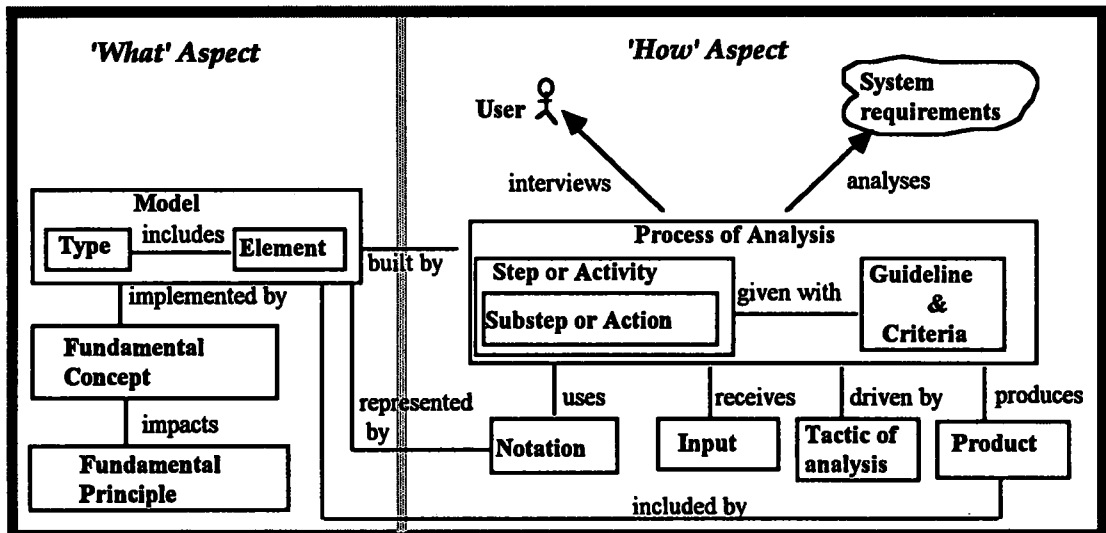 'What' Aspect
'How' Aspect
User
System
requirements
interviews
analyses
Model
Type
includes
Element
built by
Process of Analysis
Step or Activity
Substep or Action
given with
Guideline
&
Criteria
implemented by
Fundamental
Concept
impacts
Fundamental
Principle
represented
by
uses
receives
driven by
produces
Notation
Input
Tactic of
analysis
Product
included by